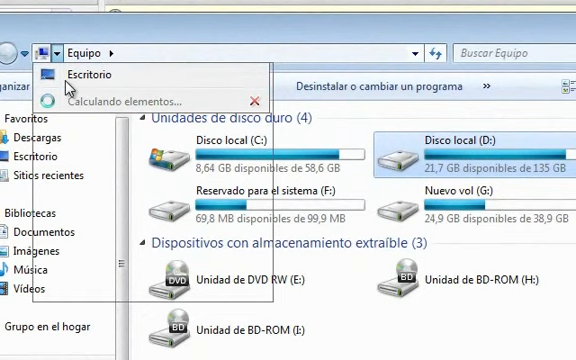 Equipo
Buscar Equipo
Escritorio
Calculando elementos...
ganizar
Desinstalar o cambiar un programa
»
Favoritos
Descargas
Escritorio
Sitios recientes
Bibliotecas
Documentos
Imágenes
Música
Vídeos
Grupo en el hogar
Unidades de disco duro (4)
Disco local (C:)
8,64 GB disponibles de 58,6 GB
Disco local (D:)
21,7 GB disponibles de 135 GB
Reservado para el sistema (F:)
69,8 MB disponibles de 99,9 MB
Nuevo vol (G:)
24,9 GB disponibles de 38,9 GB
Dispositivos con almacenamiento extraíble (3)
DVD
Unidad de DVD RW (E:)
BD
Unidad de BD-ROM (H:)
BD
Unidad de BD-ROM (I:)